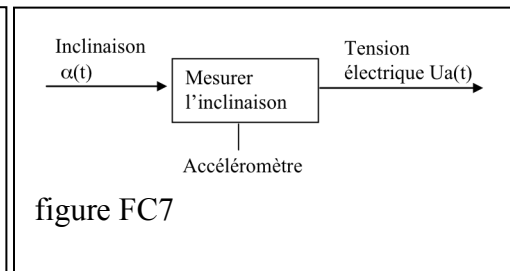 Inclinaison
α(t)
Tension
électrique Ua(t)
Mesurer
l’inclinaison
Accéléromètre
figure FC7